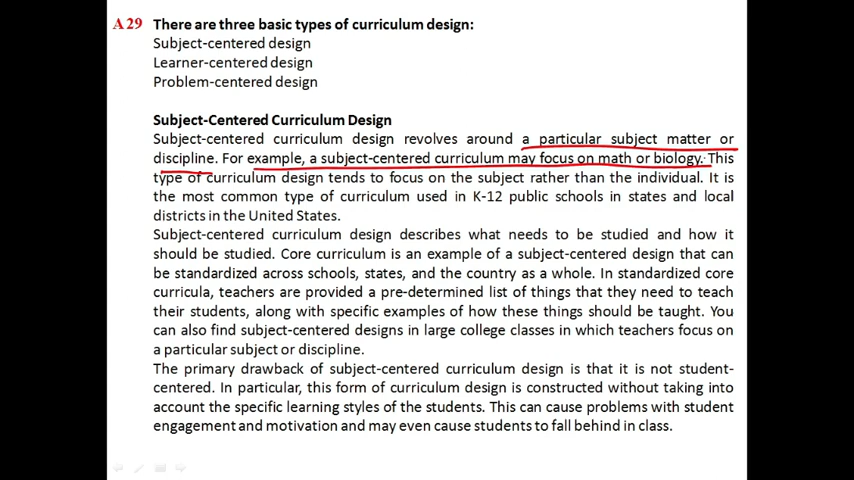 A29 There are three basic types of curriculum design:
Subject-centered design
Learner-centered design
Problem-centered design
Subject-Centered Curriculum Design
Subject-centered curriculum design revolves around a particular subject matter or
discipline. For example, a subject-centered curriculum may focus on math or biology. This
type of curriculum design tends to focus on the subject rather than the individual. It is
the most common type of curriculum used in K-12 public schools in states and local
districts in the United States.
Subject-centered curriculum design describes what needs to be studied and how it
should be studied. Core curriculum is an example of a subject-centered design that can
be standardized across schools, states, and the country as a whole. In standardized core
curricula, teachers are provided a pre-determined list of things that they need to teach
their students, along with specific examples of how these things should be taught. You
can also find subject-centered designs in large college classes in which teachers focus on
a particular subject or discipline.
The primary drawback of subject-centered curriculum design is that it is not student-
centered. In particular, this form of curriculum design is constructed without taking into
account the specific learning styles of the students. This can cause problems with student
engagement and motivation and may even cause students to fall behind in class.